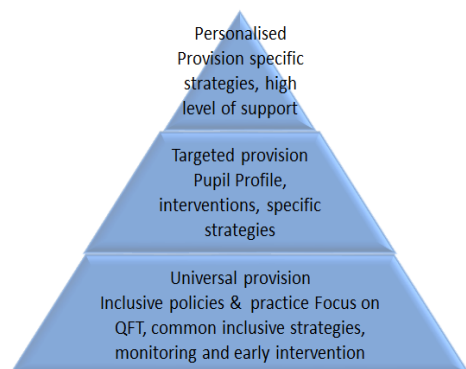 Personalised
Provision specific
strategies, high
level of support
Targeted provision
Pupil Profile,
interventions, specific
strategies
Universal provision
Inclusive policies & practice Focus on
QFT, common inclusive strategies,
monitoring and early intervention